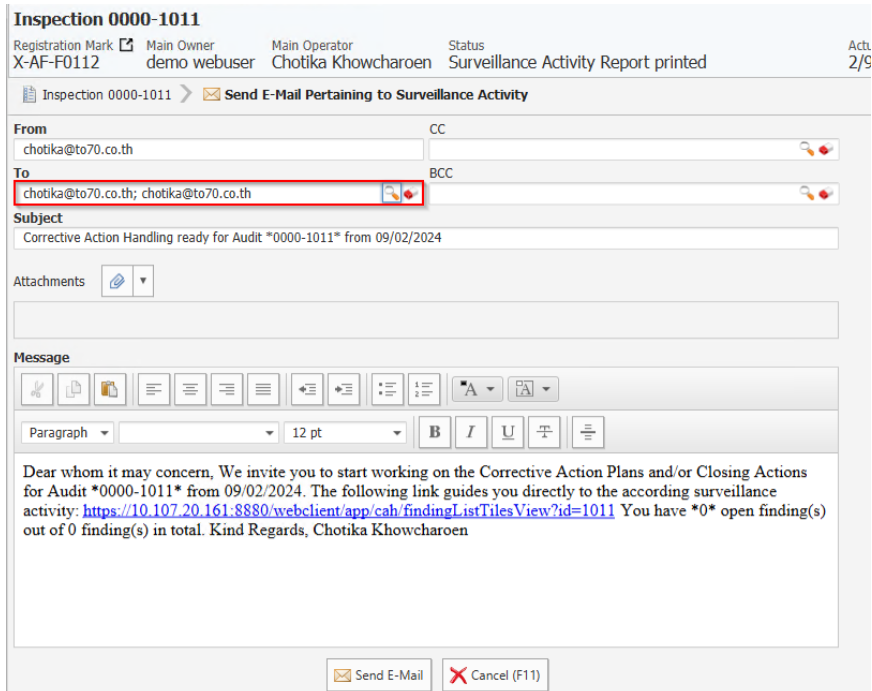 Inspection 0000-1011
Registration Mark Main Owner Main Operator Status Actu
X-AF-F0112 demo webuser Chotika Khowcharoen Surveillance Activity Report printed 2/9
Inspection 0000-1011 Send E-Mail Pertaining to Surveillance Activity
From CC
chotika@to70.co.th
To BCC
chotika@to70.co.th; chotika@to70.co.th
Subject
Corrective Action Handling ready for Audit *0000-1011* from 09/02/2024
Attachments
Message
Paragraph 12 pt B I U T
Dear whom it may concern, We invite you to start working on the Corrective Action Plans and/or Closing Actions
for Audit *0000-1011* from 09/02/2024. The following link guides you directly to the according surveillance
activity: https://10.107.20.161:8880/webclient/app/cah/findingListTilesView?id=1011 You have *0* open finding(s)
out of 0 finding(s) in total. Kind Regards, Chotika Khowcharoen
Send E-Mail Cancel (F11)